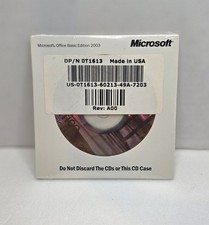 Microsoft Office Basic Edition 2003
Microsoft
DP/N 0T1613 Made in USA
US-0T1613-60213-49A-7203
Rev: A00
Do Not Discard The CDs or This CD Case